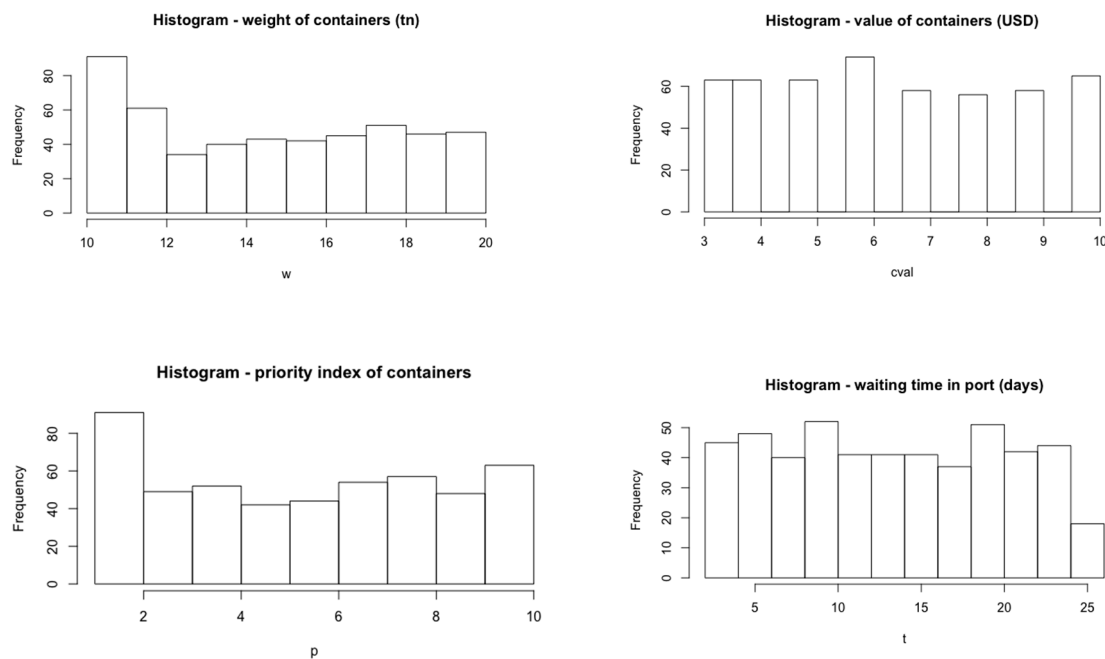 Histogram - weight of containers (tn)
Frequency
0 20 40 60 80
10 12 14 16 18 20
w
Histogram - value of containers (USD)
Frequency
0 20 40 60
3 4 5 6 7 8 9 10
cval
Histogram - priority index of containers
Frequency
0 20 40 60 80
2 4 6 8 10
p
Histogram - waiting time in port (days)
Frequency
0 10 20 30 40 50
5 10 15 20 25
t